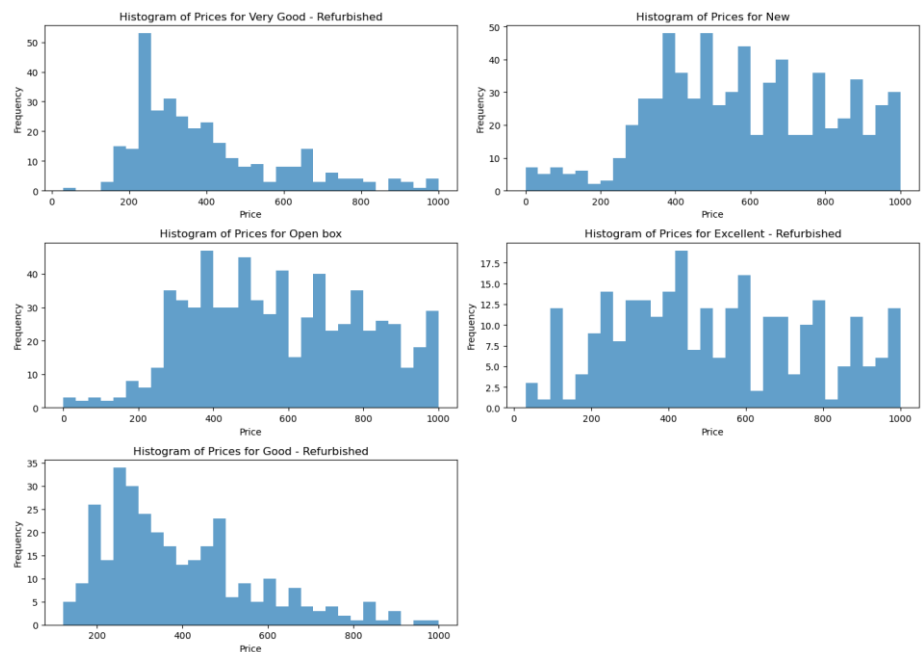 Histogram of Prices for Very Good - Refurbished
50
40
30
20
10
0
Frequency
0 200 400 600 800 1000
Price
Histogram of Prices for New
50
40
30
20
10
0
Frequency
0 200 400 600 800 1000
Price
Histogram of Prices for Open box
40
30
20
10
0
Frequency
0 200 400 600 800 1000
Price
Histogram of Prices for Excellent - Refurbished
17.5
15.0
12.5
10.0
7.5
5.0
2.5
0.0
Frequency
0 200 400 600 800 1000
Price
Histogram of Prices for Good - Refurbished
35
30
25
20
15
10
5
0
Frequency
200 400 600 800 1000
Price